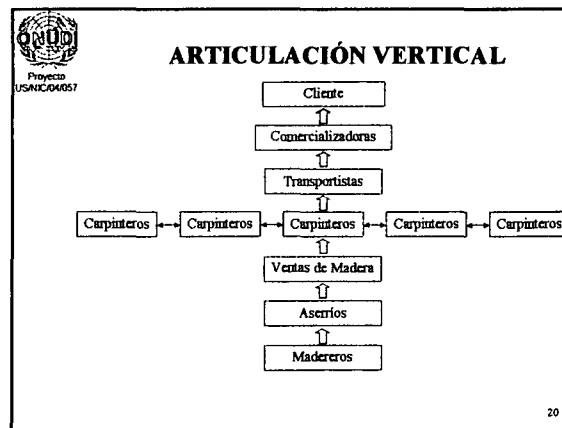 ONUDI
Proyecto
US/NIC/04/057
ARTICULACIÓN VERTICAL
Cliente
Comercializadoras
Transportistas
Carpinteros Carpinteros Carpinteros Carpinteros Carpinteros
Ventas de Madera
Aserríos
Madereros
20